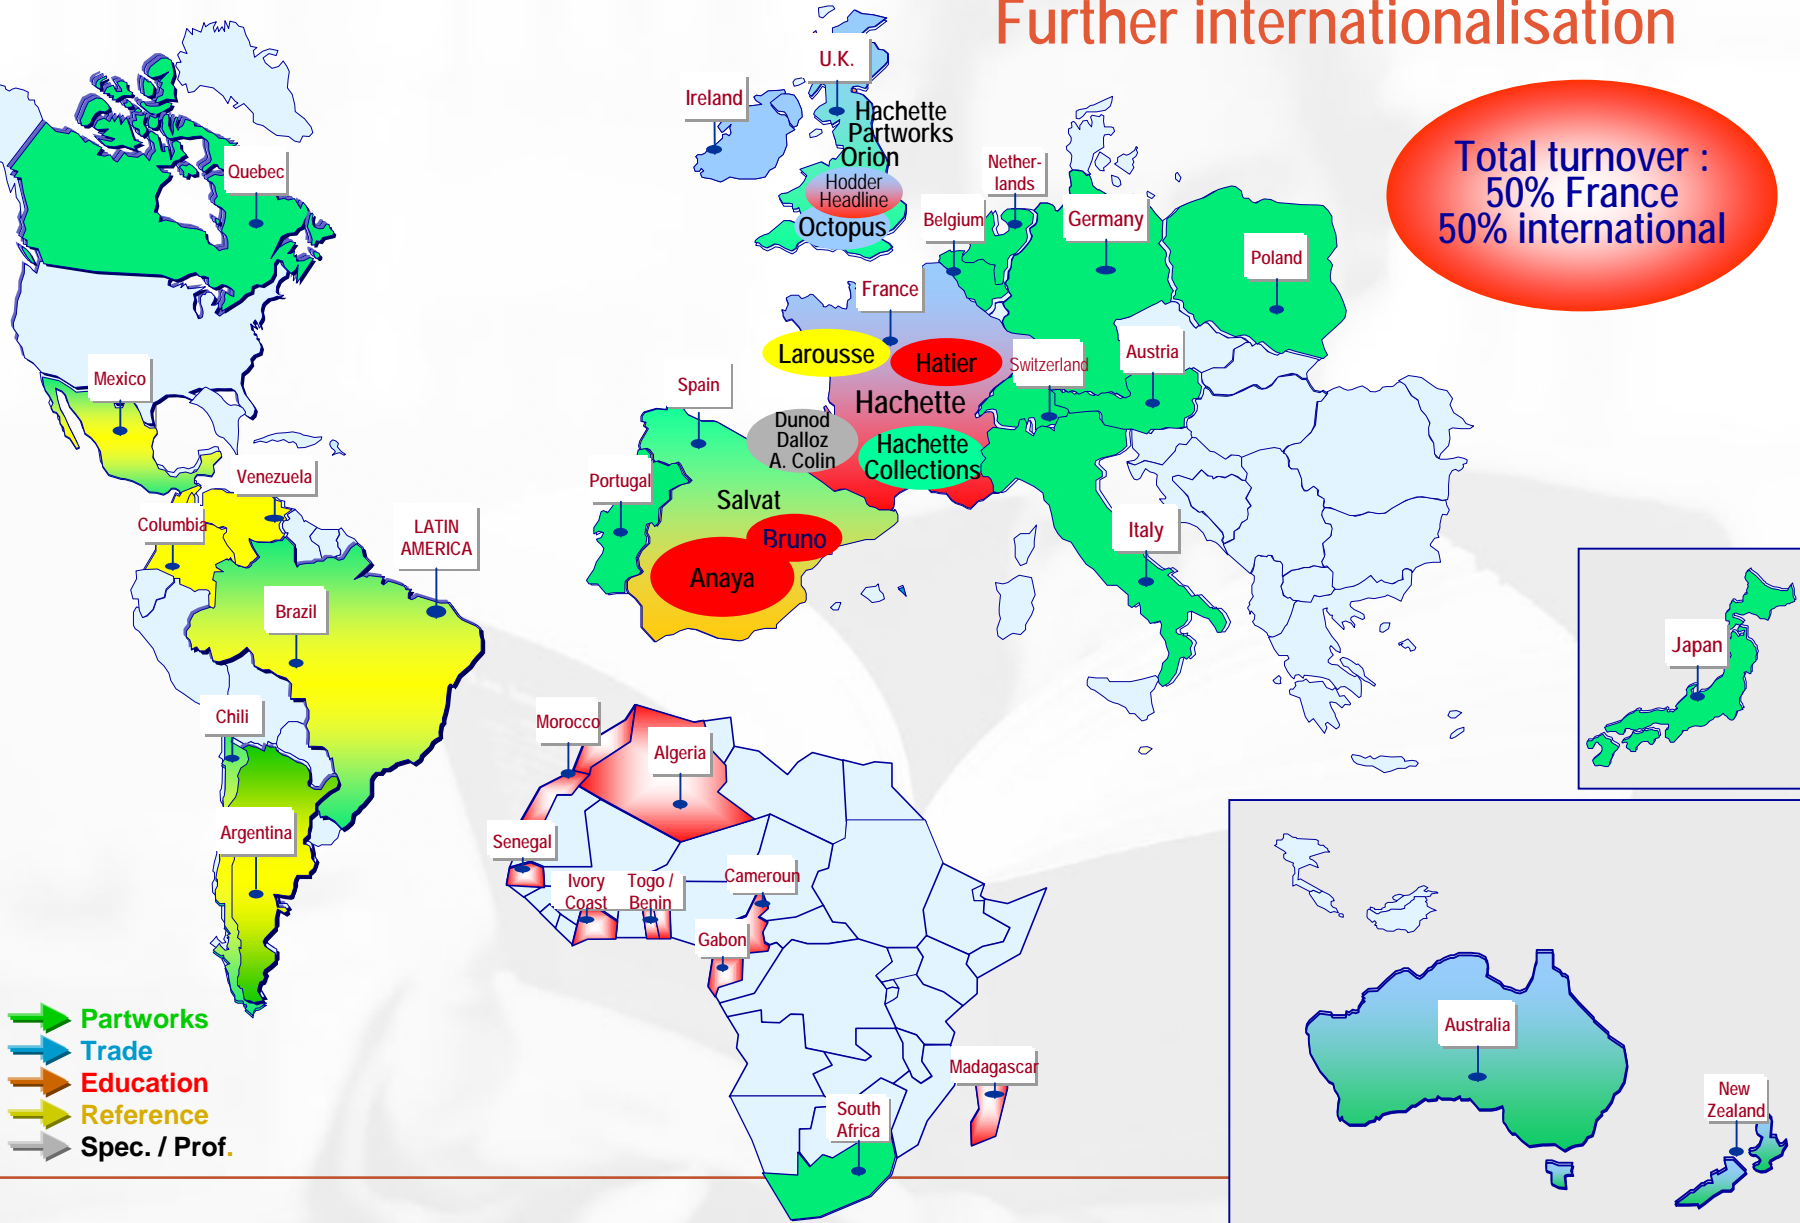 Further internationalisation
Total turnover :
50% France
50% international
U.K.
Ireland
Hachette
Partworks
Orion
Hodder
Headline
Octopus
Nether-
lands
Belgium
Germany
Poland
France
Larousse
Hatier
Switzerland
Austria
Hachette
Spain
Dunod
Dalloz
A. Colin
Hachette
Collections
Portugal
Salvat
Bruno
Anaya
Italy
Quebec
Mexico
Venezuela
Columbia
LATIN
AMERICA
Brazil
Chili
Argentina
Morocco
Algeria
Senegal
Ivory
Coast
Togo /
Benin
Cameroun
Gabon
Madagascar
South
Africa
Japan
Australia
New
Zealand
Partworks
Trade
Education
Reference
Spec. / Prof.